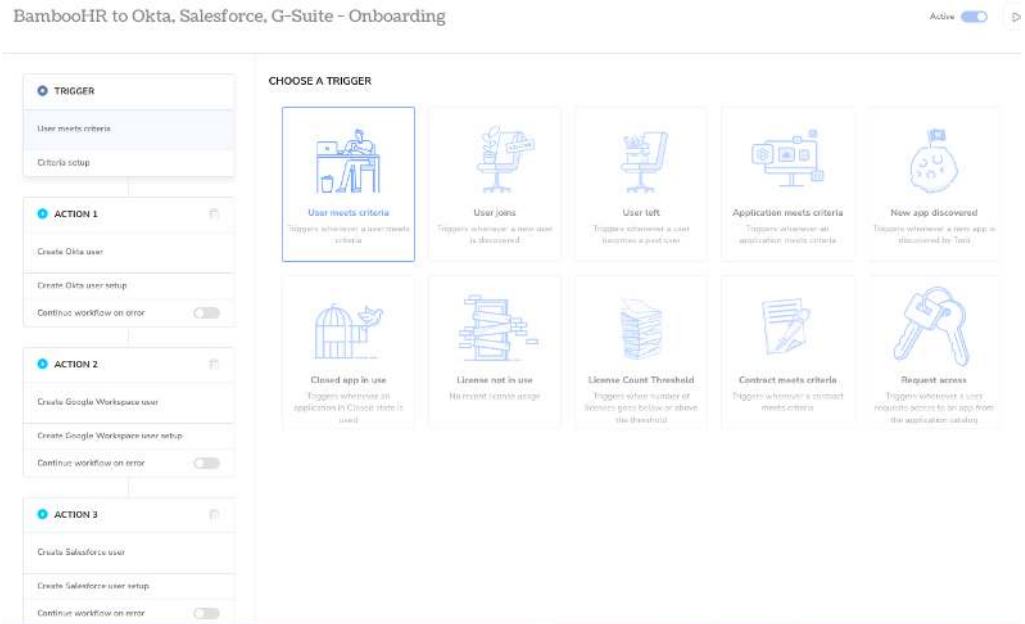 BambooHR to Okta, Salesforce, G-Suite - Onboarding
Active
TRIGGER
User meets criteria
Criteria setup
ACTION 1
Create Okta user
Create Okta user setup
Continue workflow on error
ACTION 2
Create Google Workspace user
Create Google Workspace user setup
Continue workflow on error
ACTION 3
Create Salesforce user
Create Salesforce user setup
Continue workflow on error
CHOOSE A TRIGGER
User meets criteria
Triggers whenever a user meets
criteria
User joins
Triggers whenever a new user
is discovered
User left
Triggers whenever a user
becomes a past user
Application meets criteria
Triggers whenever an
application meets criteria
New app discovered
Triggers whenever a new app is
discovered by Torii
Closed app in use
Triggers whenever an
application in Closed state is
used
License not in use
No recent license usage
License Count Threshold
Triggers when number of
licenses goes below or above
the threshold
Contract meets criteria
Triggers whenever a contract
meets criteria
Request access
Triggers whenever a user
requests access to an app from
the application catalog